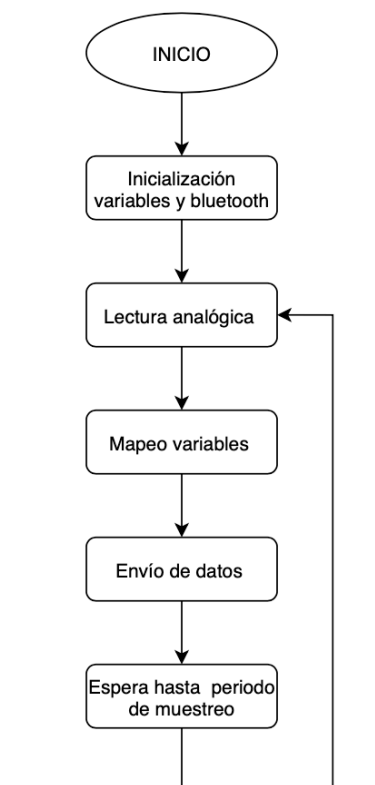 INICIO
Inicialización
variables y bluetooth
Lectura analógica
Mapeo variables
Envío de datos
Espera hasta periodo
de muestreo